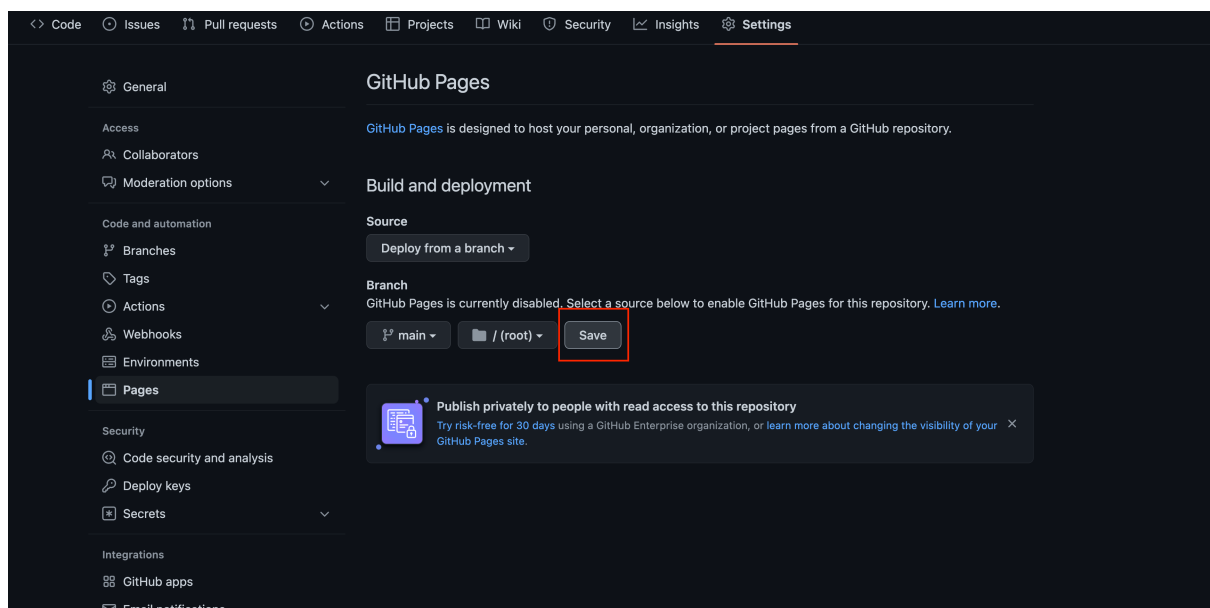 Code Issues Pull requests Actions Projects Wiki Security Insights Settings
General
Access
Collaborators
Moderation options
Code and automation
Branches
Tags
Actions
Webhooks
Environments
Pages
Security
Code security and analysis
Deploy keys
Secrets
Integrations
GitHub apps
Email notifications
GitHub Pages
GitHub Pages is designed to host your personal, organization, or project pages from a GitHub repository.
Build and deployment
Source
Deploy from a branch
Branch
GitHub Pages is currently disabled. Select a source below to enable GitHub Pages for this repository. Learn more.
main / (root) Save
Publish privately to people with read access to this repository
Try risk-free for 30 days using a GitHub Enterprise organization, or learn more about changing the visibility of your
GitHub Pages site.